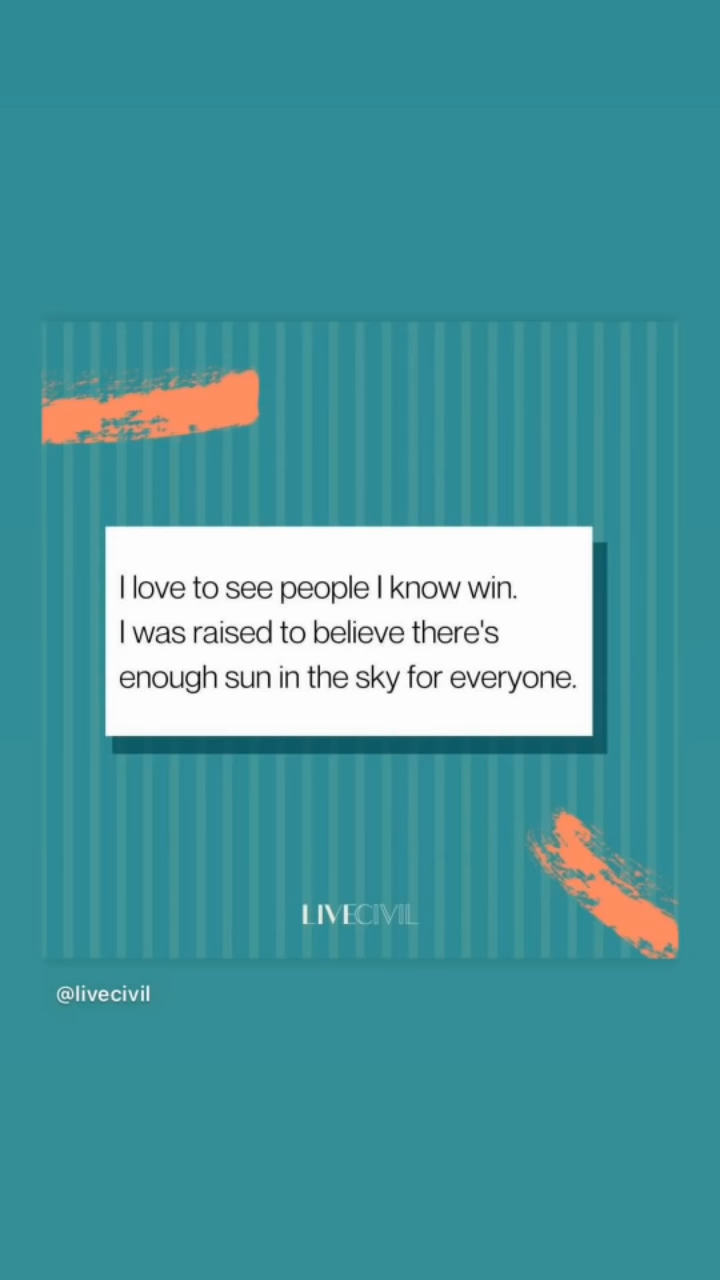 I love to see people I know win.
I was raised to believe there's
enough sun in the sky for everyone.
LIVECIVIL
@livecivil